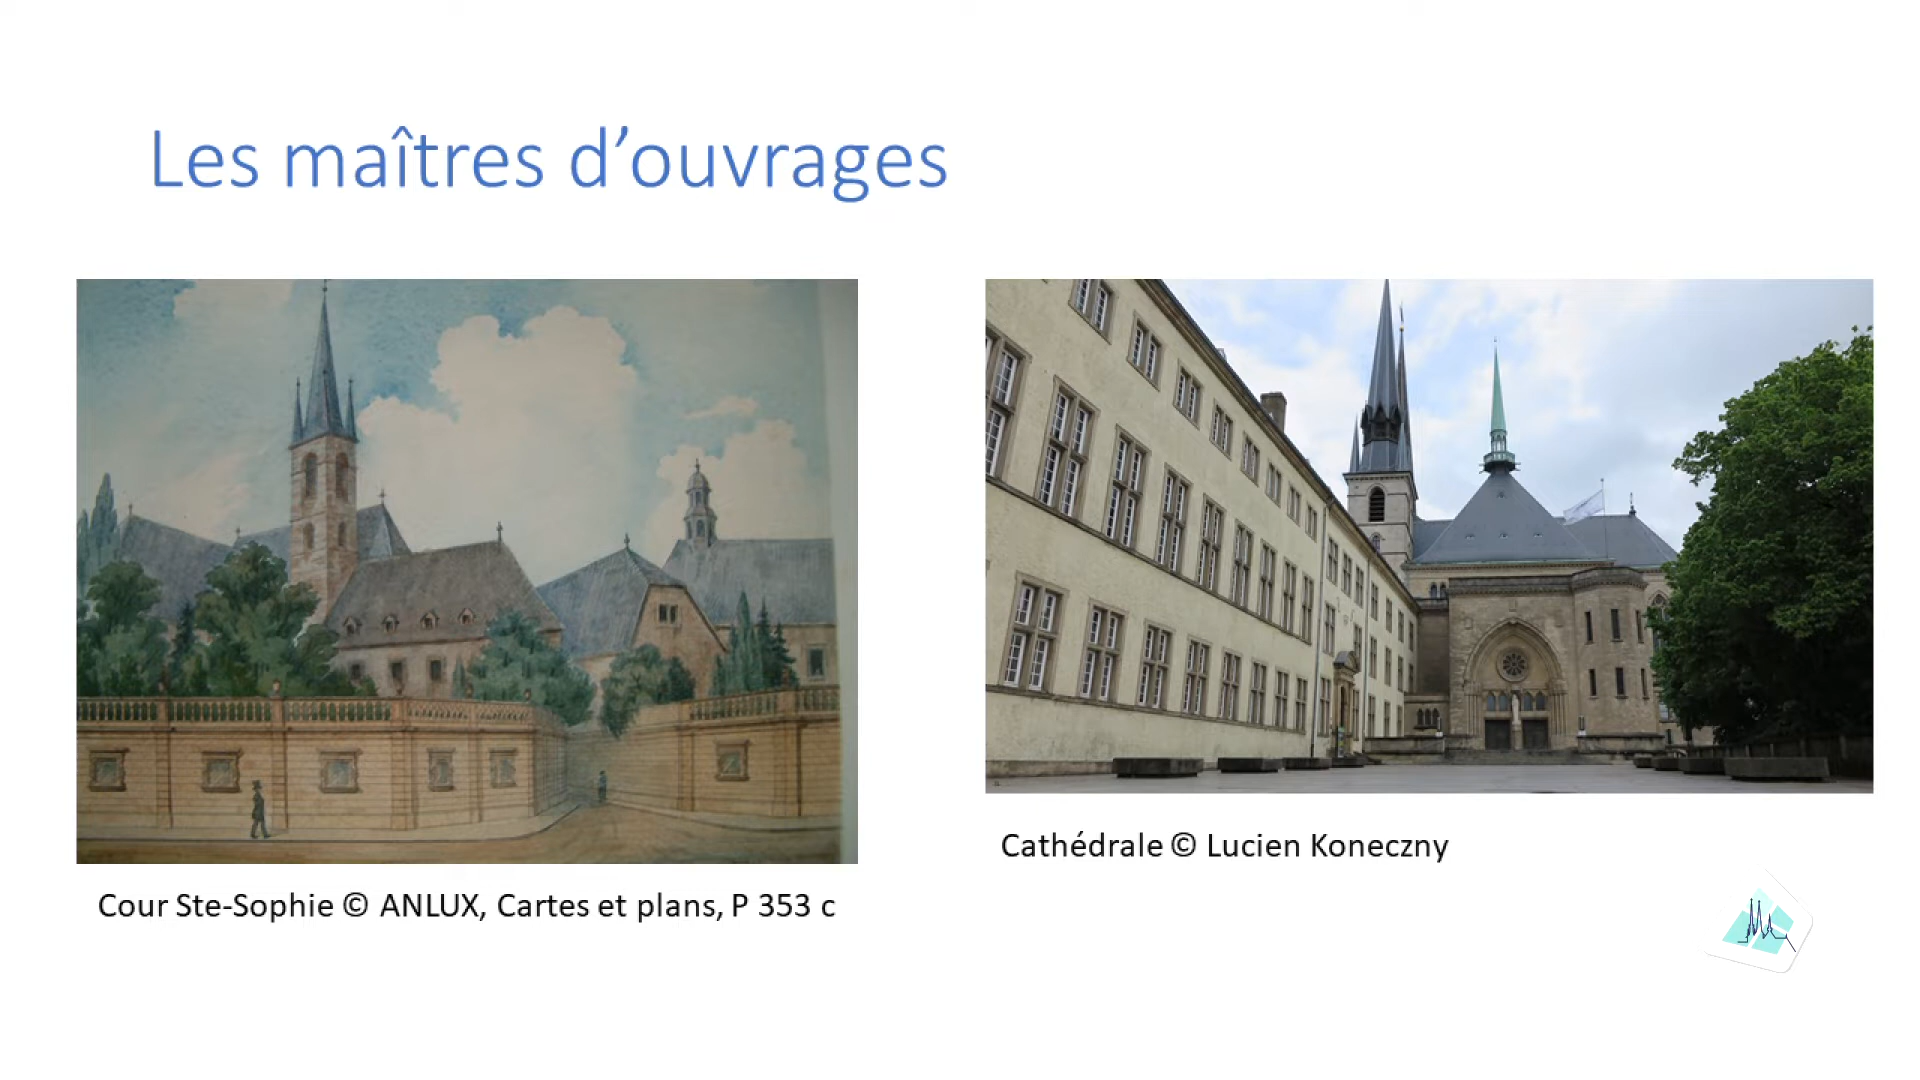 Les maîtres d’ouvrages
Cour Ste-Sophie © ANLUX, Cartes et plans, P 353 c
Cathédrale © Lucien Koneczny